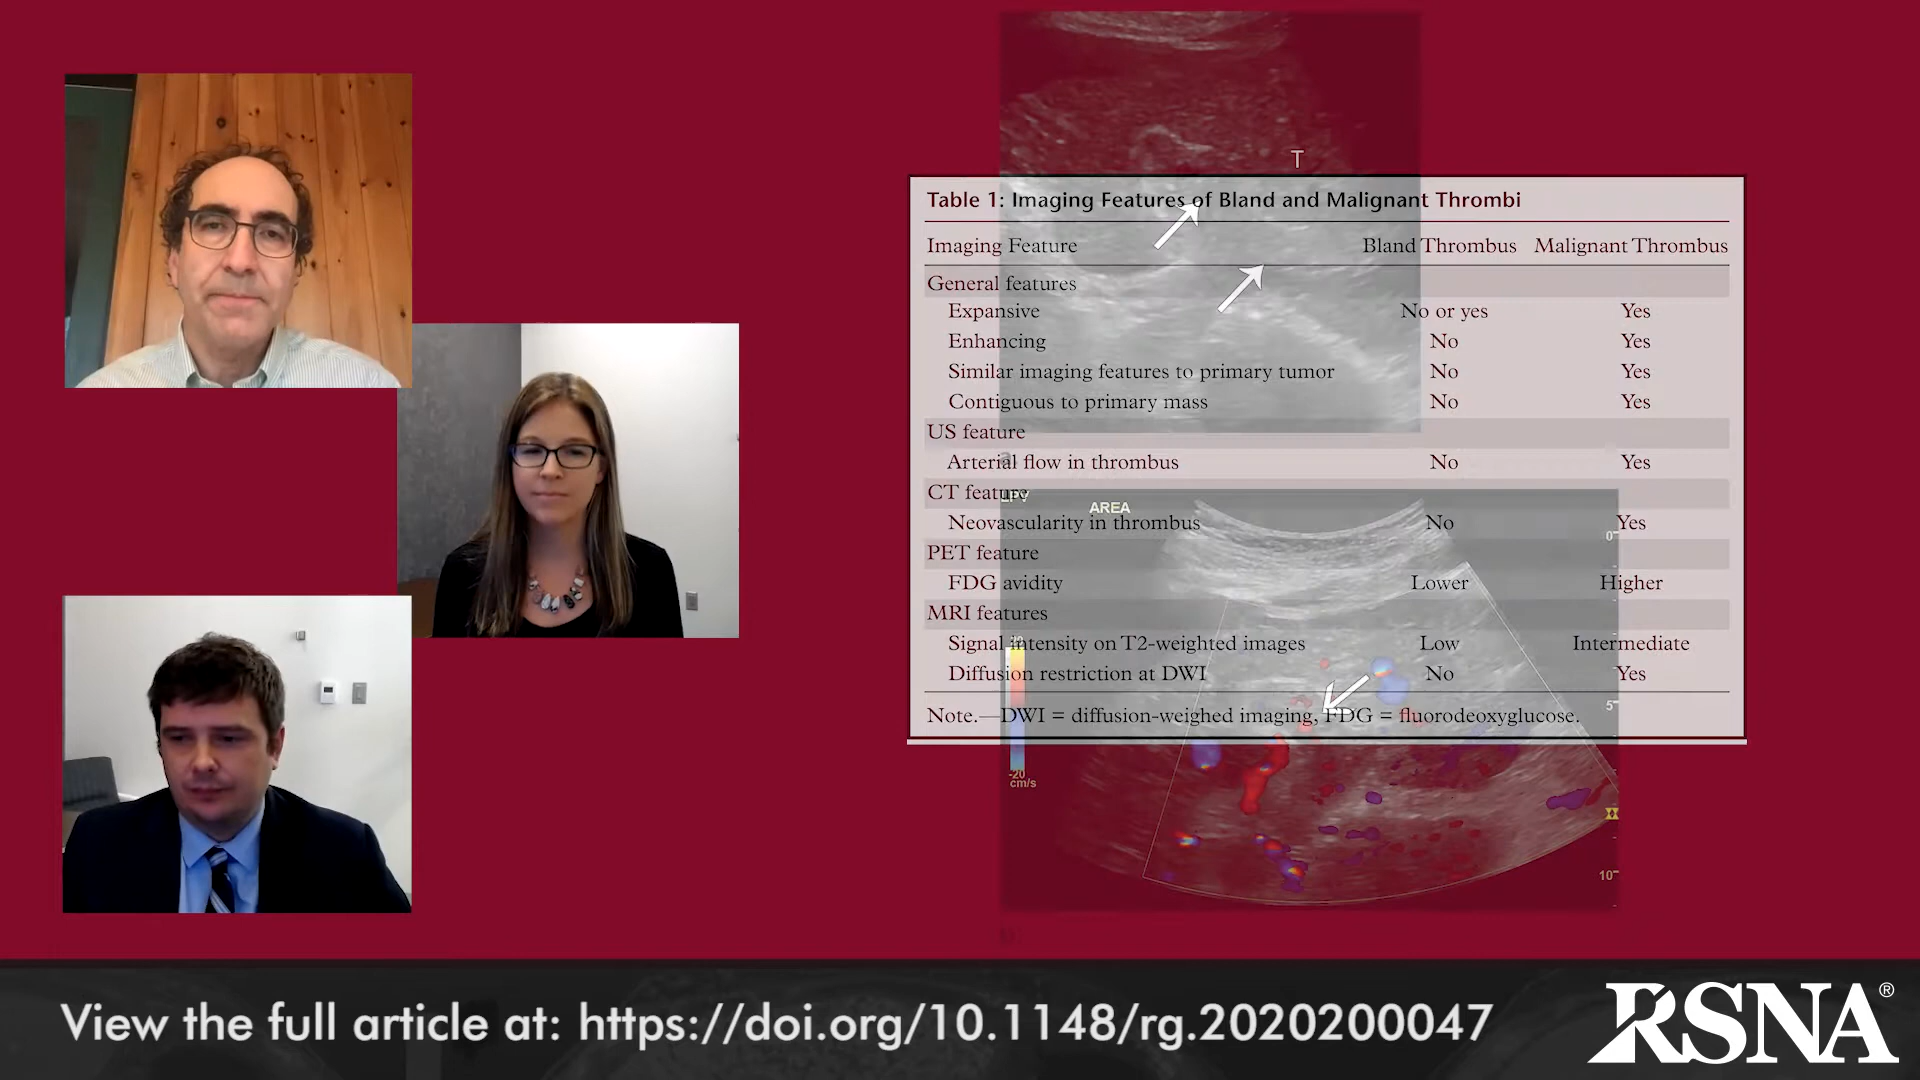 T
Table 1: Imaging Features of Bland and Malignant Thrombi
Imaging Feature Bland Thrombus Malignant Thrombus
General features
Expansive No or yes Yes
Enhancing No Yes
Similar imaging features to primary tumor No Yes
Contiguous to primary mass No Yes
US feature
a.
Arterial flow in thrombus No Yes
CT feature
AREA
Neovascularity in thrombus No Yes
0
PET feature
FDG avidity Lower Higher
MRI features
Signal intensity on T2-weighted images Low Intermediate
Diffusion restriction at DWI No Yes
5
Note.—DWI = diffusion-weighed imaging, FDG = fluorodeoxyglucose.
-20
cm/s
10
View the full article at: https://doi.org/10.1148/rg.2020200047
RSNA®